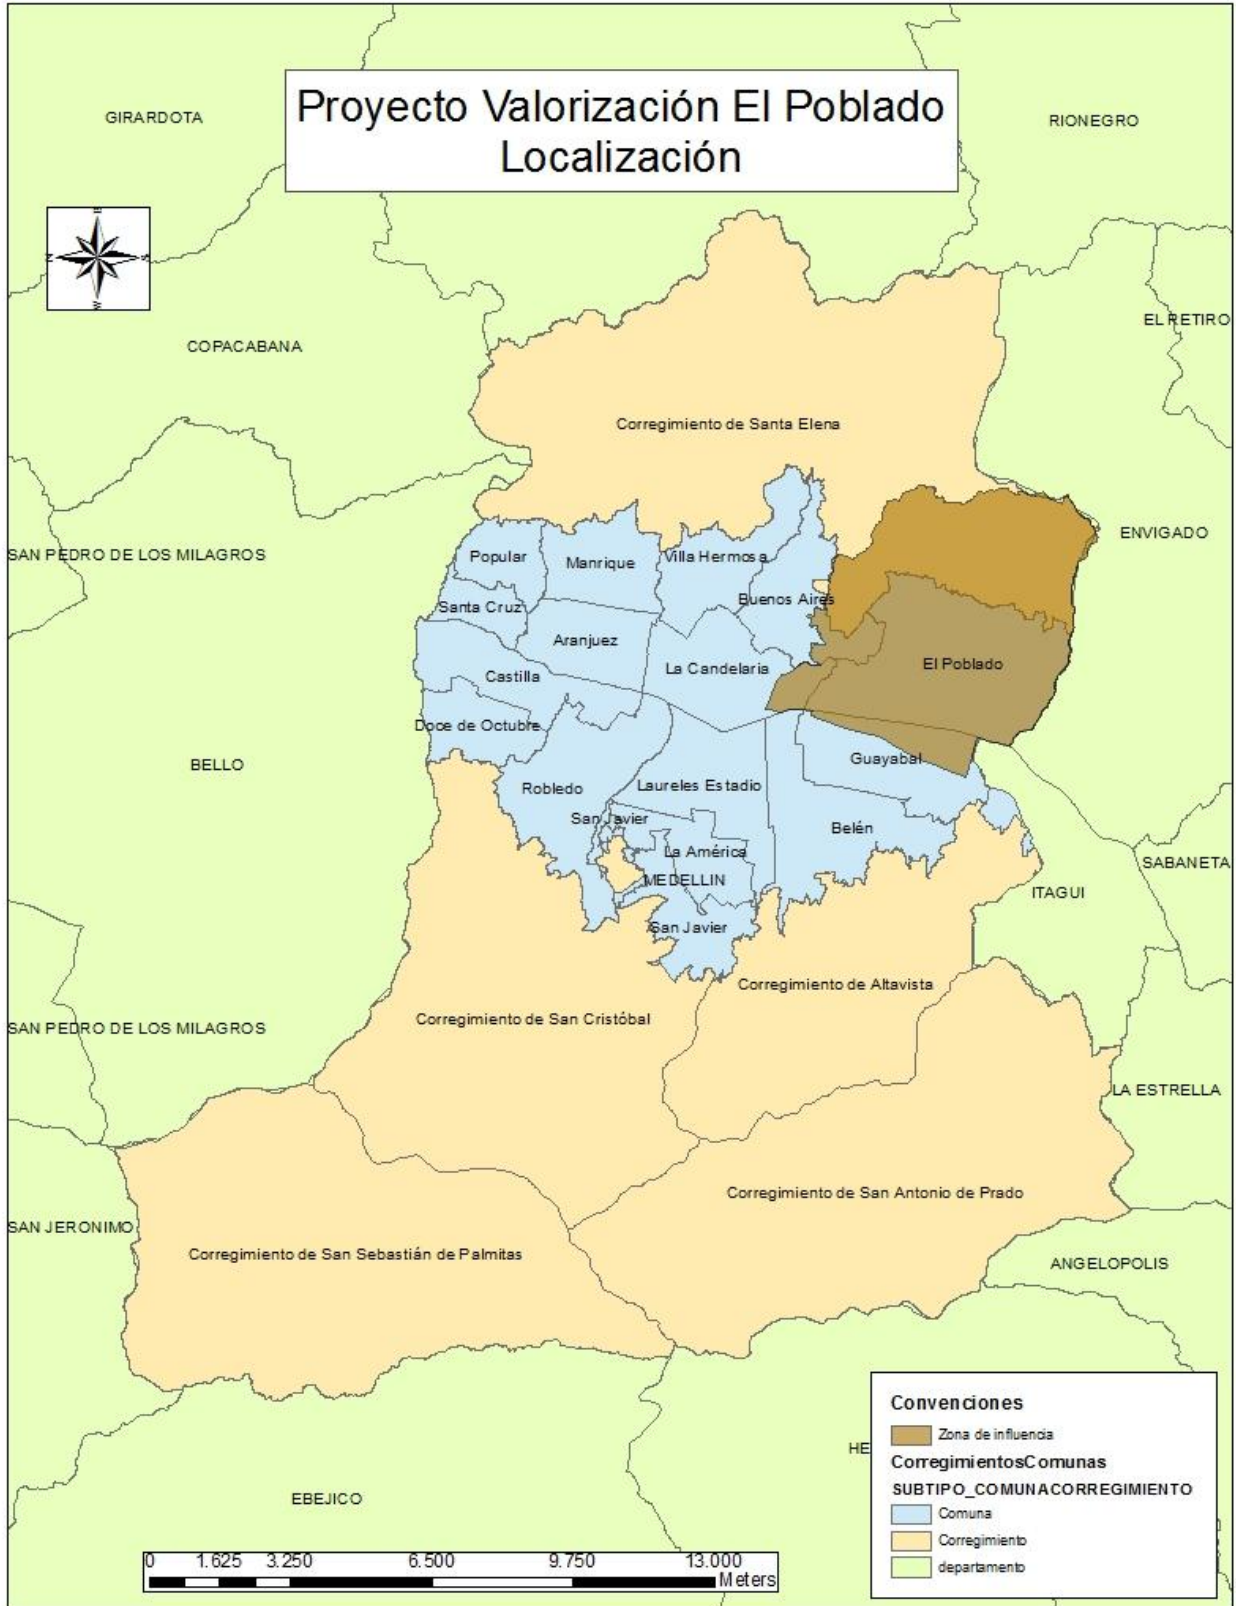 Proyecto Valorización El Poblado
Localización
GIRARDOTA
RIONEGRO
E
N
S
W
EL RETIRO
COPACABANA
Corregimiento de Santa Elena
ENVIGADO
SAN PEDRO DE LOS MILAGROS
Popular
Manrique
Villa Hermosa
Buenos Aires
Santa Cruz
Aranjuez
La Candelaria
El Poblado
Castilla
Doce de Octubre
Guayabal
BELLO
Robledo
Laureles Estadio
San Javier
Belén
La América
MEDELLIN
SABANETA
ITAGUI
San Javier
Corregimiento de Altavista
Corregimiento de San Cristóbal
SAN PEDRO DE LOS MILAGROS
LA ESTRELLA
Corregimiento de San Antonio de Prado
SAN JERONIMO
Corregimiento de San Sebastián de Palmitas
ANGELOPOLIS
HE
EBEJICO
Convenciones
Zona de influencia
CorregimientosComunas
SUBTIPO_COMUNACORREGIMIENTO
Comuna
Corregimiento
departamento
0 1.625 3.250 6.500 9.750 13.000
Meters